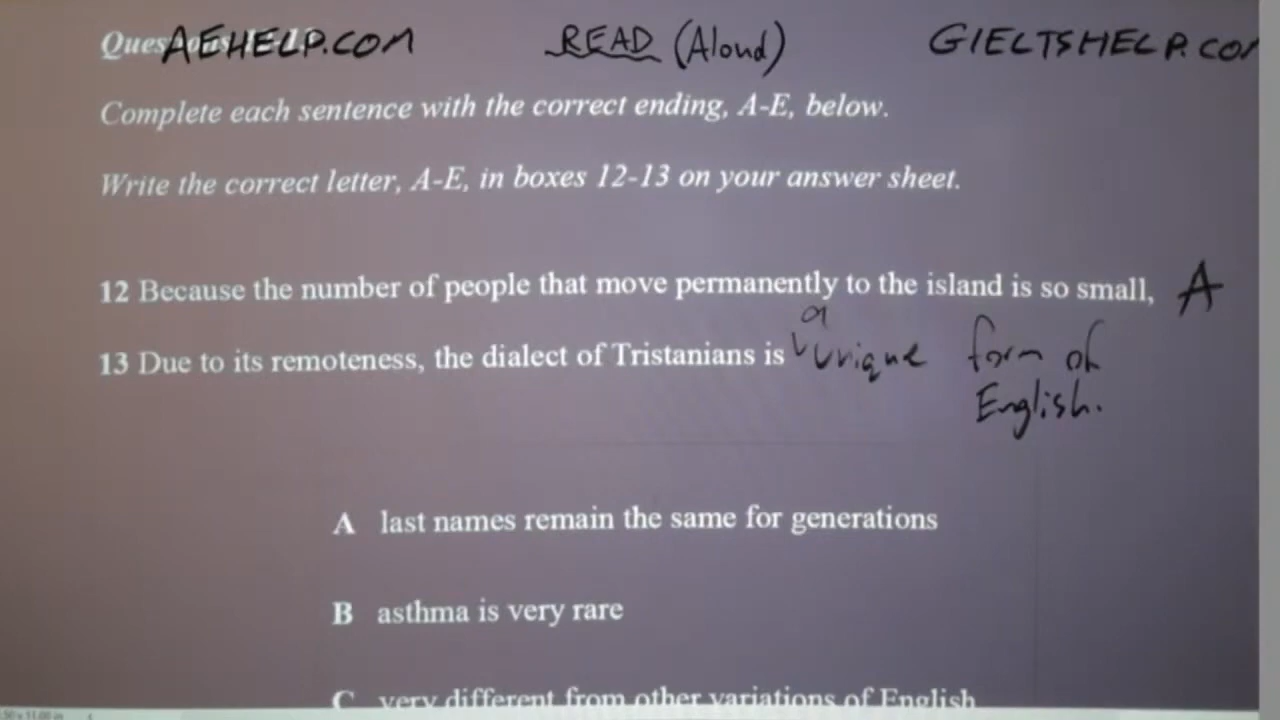 AEHELP.COM READ (Aloud) GIELTSHELP.CO
Complete each sentence with the correct ending, A-E, below.
Write the correct letter, A-E, in boxes 12-13 on your answer sheet.
12 Because the number of people that move permanently to the island is so small, A
a
13 Due to its remoteness, the dialect of Tristanians is unique form of
English.
A last names remain the same for generations
B asthma is very rare
C very different from other variations of English